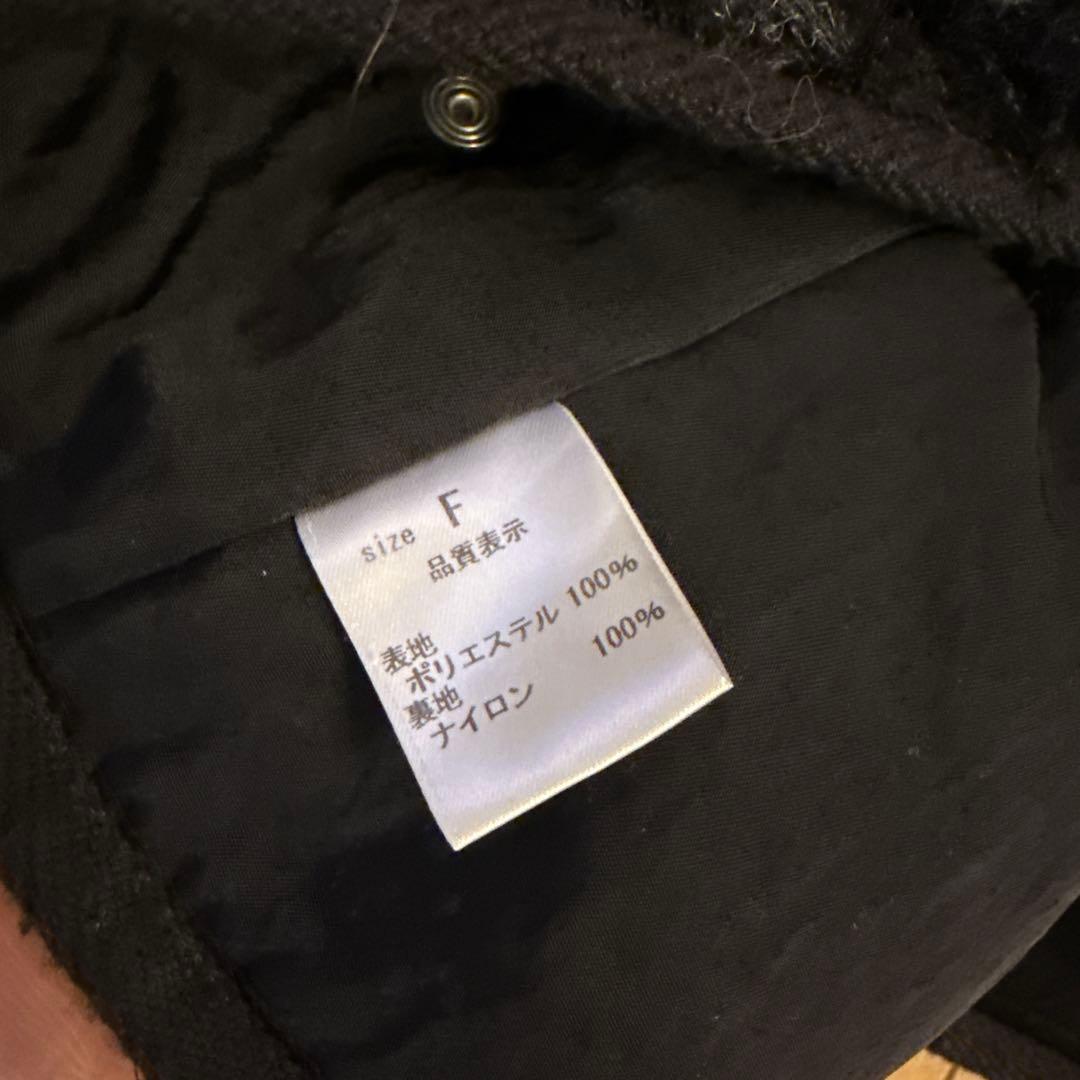 size F
品質表示
表地
ポリエステル 100%
裏地
ナイロン 100%